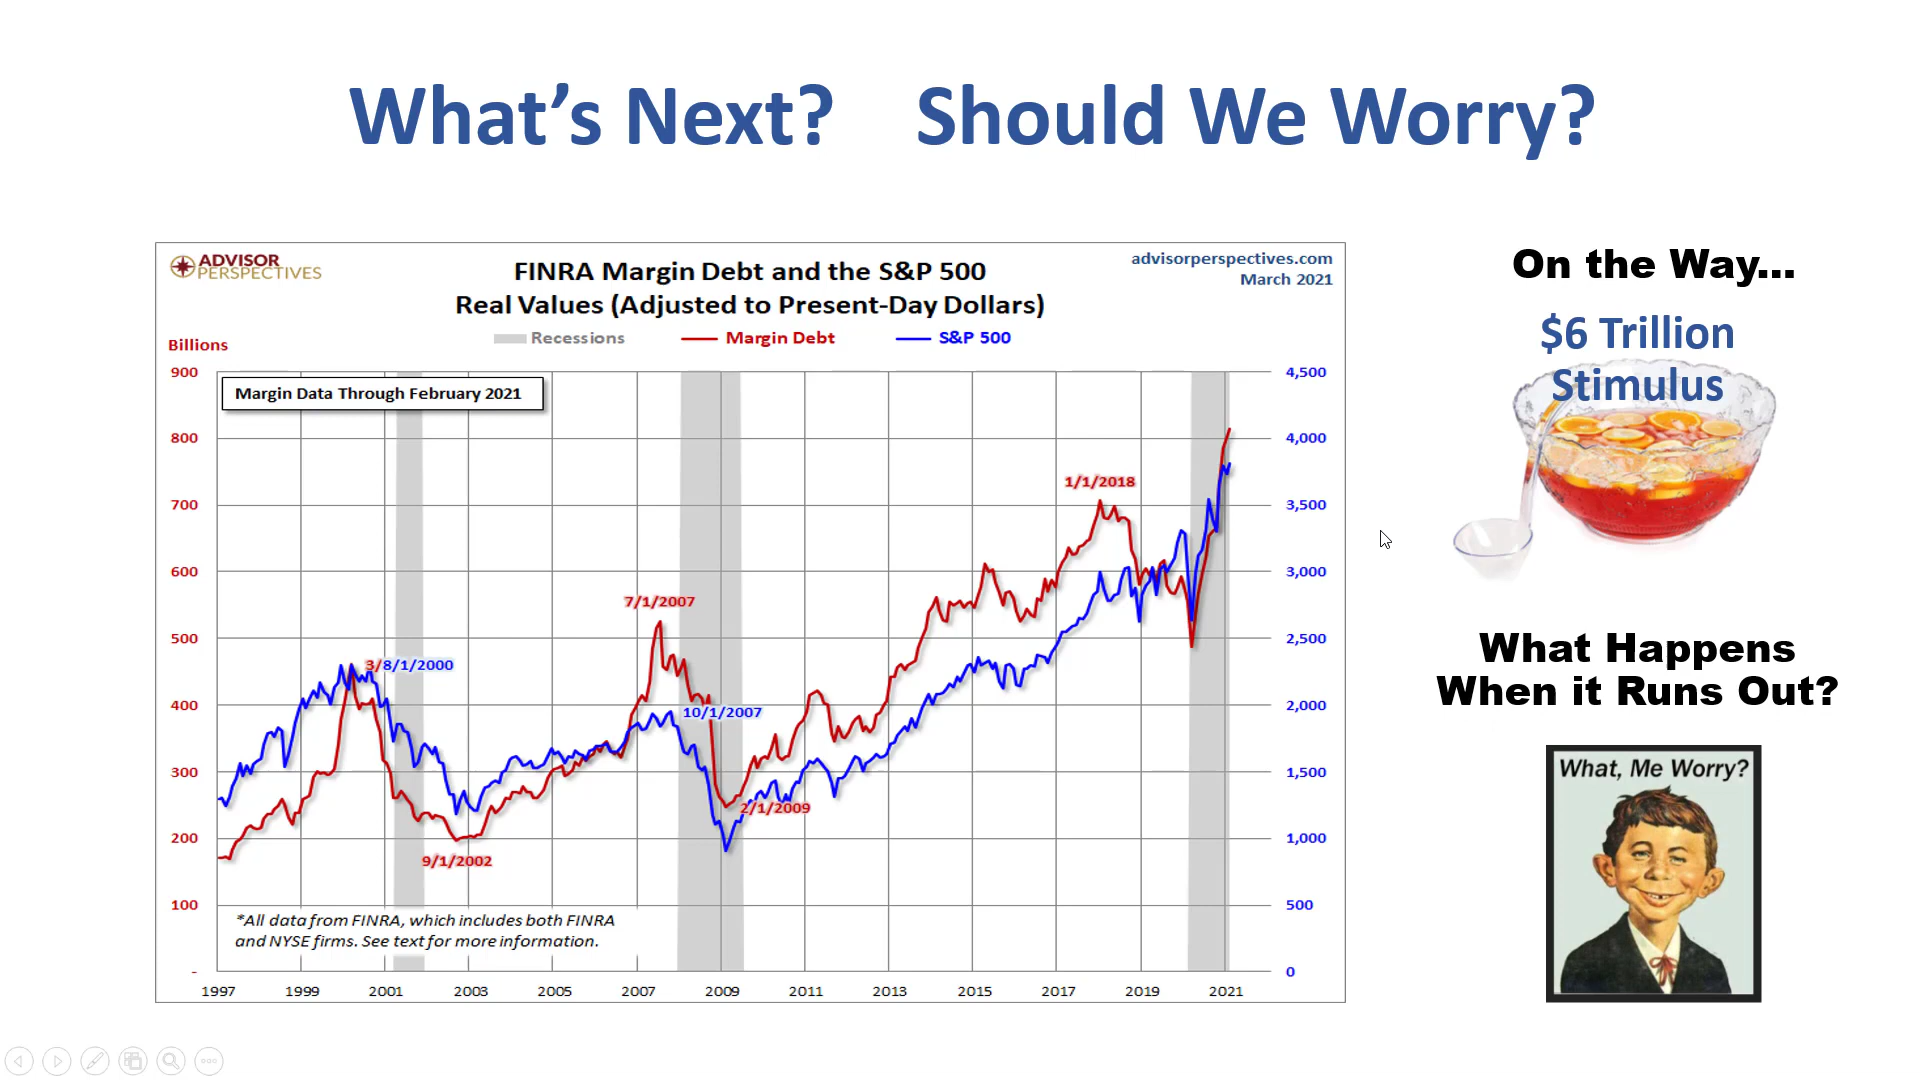 What's Next? Should We Worry?
ADVISOR
PERSPECTIVES
FINRA Margin Debt and the S&P 500
Real Values (Adjusted to Present-Day Dollars)
advisorperspectives.com
March 2021
Recessions
Margin Debt
S&P 500
Billions
Margin Data Through February 2021
900
800
700
600
500
400
300
200
100
-
4,500
4,000
3,500
3,000
2,500
2,000
1,500
1,000
500
0
1/1/2018
7/1/2007
3/8/1/2000
10/1/2007
2/1/2009
9/1/2002
*All data from FINRA, which includes both FINRA
and NYSE firms. See text for more information.
1997 1999 2001 2003 2005 2007 2009 2011 2013 2015 2017 2019 2021
On the Way...
$6 Trillion
Stimulus
What Happens
When it Runs Out?
What, Me Worry?